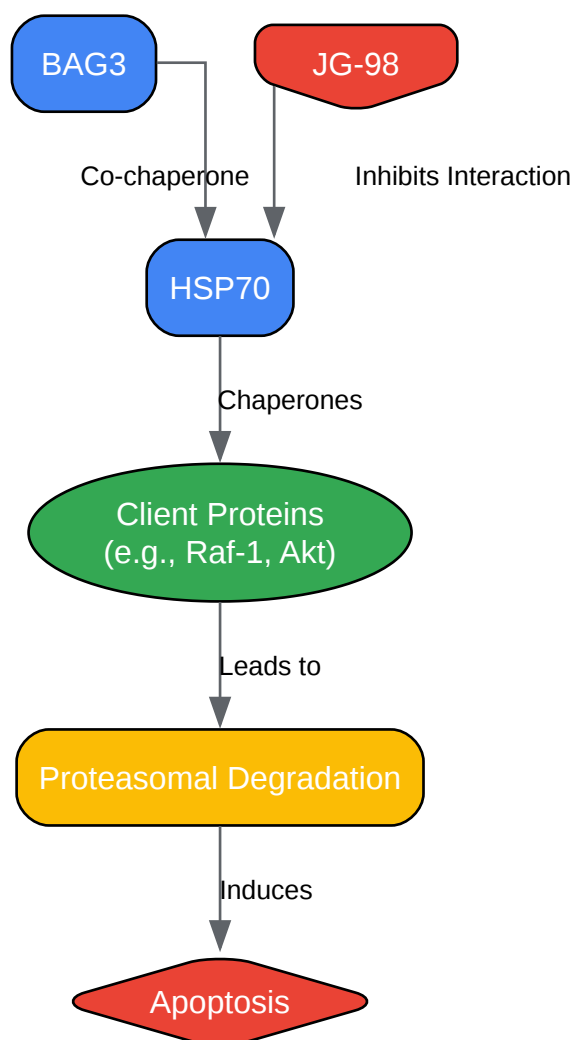 BAG3
JG-98
Co-chaperone
Inhibits Interaction
HSP70
Chaperones
Client Proteins
(e.g., Raf-1, Akt)
Leads to
Proteasomal Degradation
Induces
Apoptosis